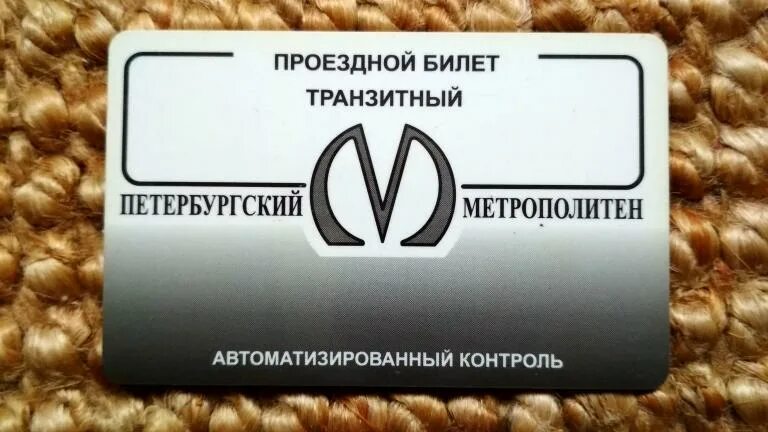 ПРОЕЗДНОЙ БИЛЕТ
ТРАНЗИТНЫЙ
ПЕТЕРБУРГСКИЙ МЕТРОПОЛИТЕН
АВТОМАТИЗИРОВАННЫЙ КОНТРОЛЬ